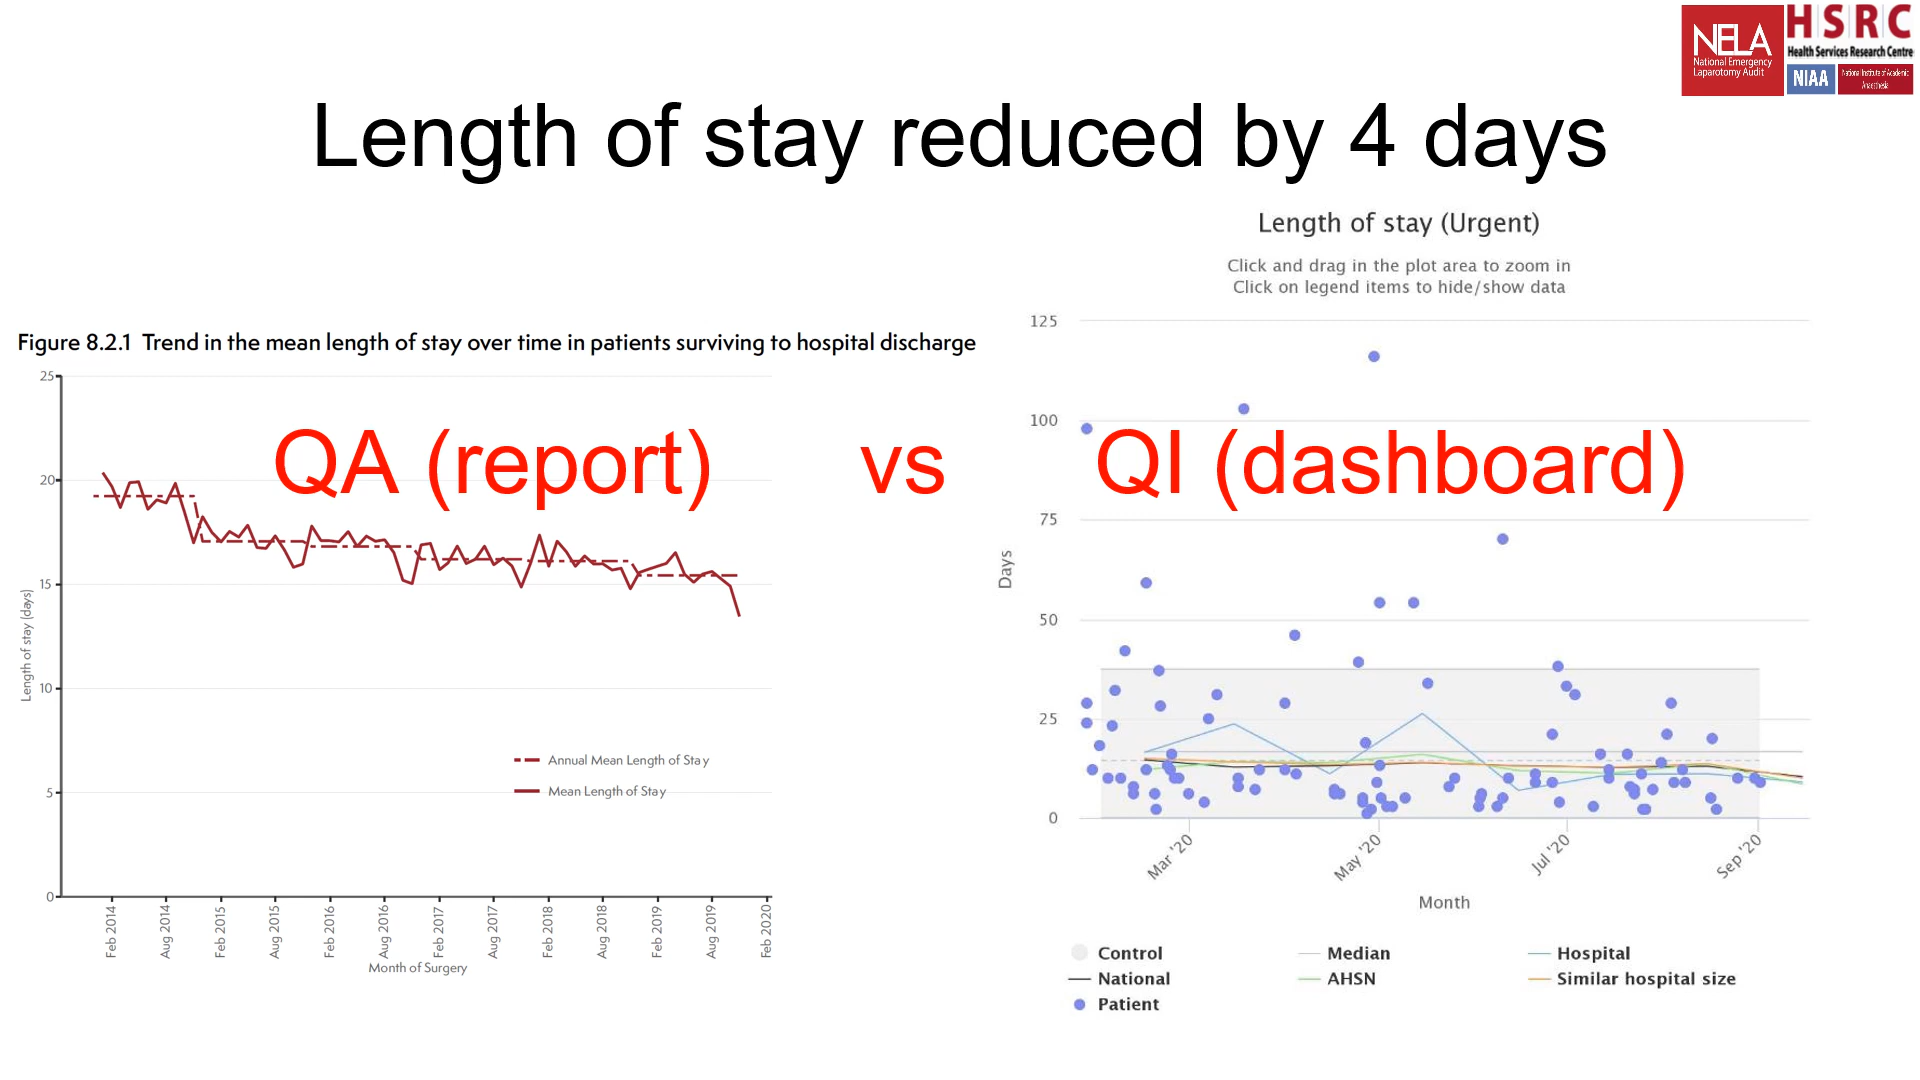 NELA
National Emergency
Laparotomy Audit
HSRC
Health Services Research Centre
NIAA
National Institute of Academic
Anaesthesia
Length of stay reduced by 4 days
Figure 8.2.1 Trend in the mean length of stay over time in patients surviving to hospital discharge
QA (report) vs QI (dashboard)
25
20
15
10
5
0
Length of stay (days)
Annual Mean Length of Stay
Mean Length of Stay
Feb 2014
Aug 2014
Feb 2015
Aug 2015
Feb 2016
Aug 2016
Feb 2017
Aug 2017
Feb 2018
Aug 2018
Feb 2019
Aug 2019
Feb 2020
Month of Surgery
Length of stay (Urgent)
Click and drag in the plot area to zoom in
Click on legend items to hide/show data
125
100
75
50
25
0
Days
Mar '20
May '20
Jul '20
Sep '20
Month
Control
Median
Hospital
National
AHSN
Similar hospital size
Patient